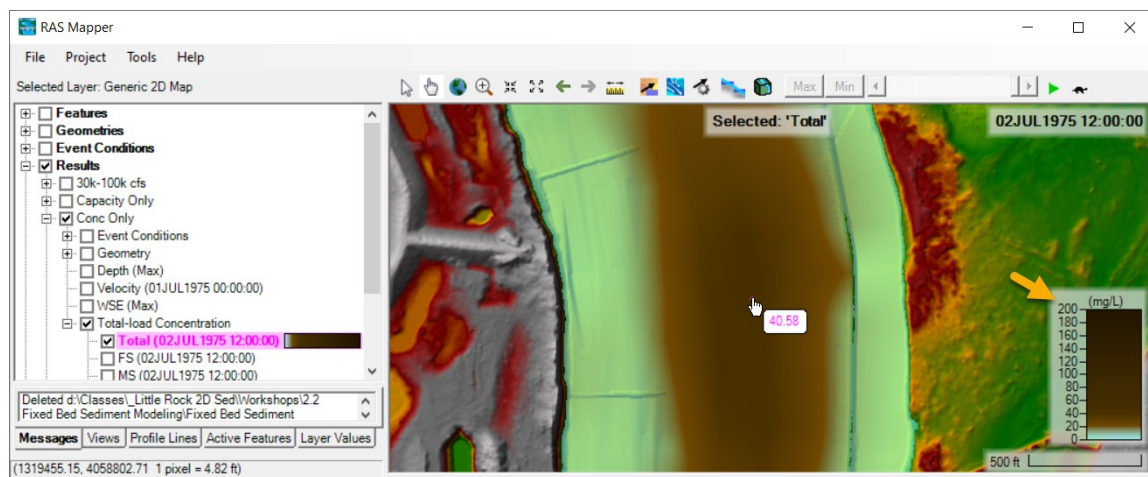 RAS Mapper
File Project Tools Help
Selected Layer: Generic 2D Map
Max Min
Features
Geometries
Event Conditions
Results
30k-100k cfs
Capacity Only
Conc Only
Event Conditions
Geometry
Depth (Max)
Velocity (01JUL1975 00:00:00)
WSE (Max)
Total-load Concentration
Total (02JUL1975 12:00:00)
FS (02JUL1975 12:00:00)
MS (02JUL1975 12:00:00)
Deleted d:\Classes\_Little Rock 2D Sed\Workshops\2.2
Fixed Bed Sediment Modeling\Fixed Bed Sediment
Messages Views Profile Lines Active Features Layer Values
(1319455.15, 4058802.71 1 pixel = 4.82 ft)
Selected: 'Total'
02JUL1975 12:00:00
40.58
(mg/L)
200
180
160
140
120
100
80
60
40
20
0
500 ft